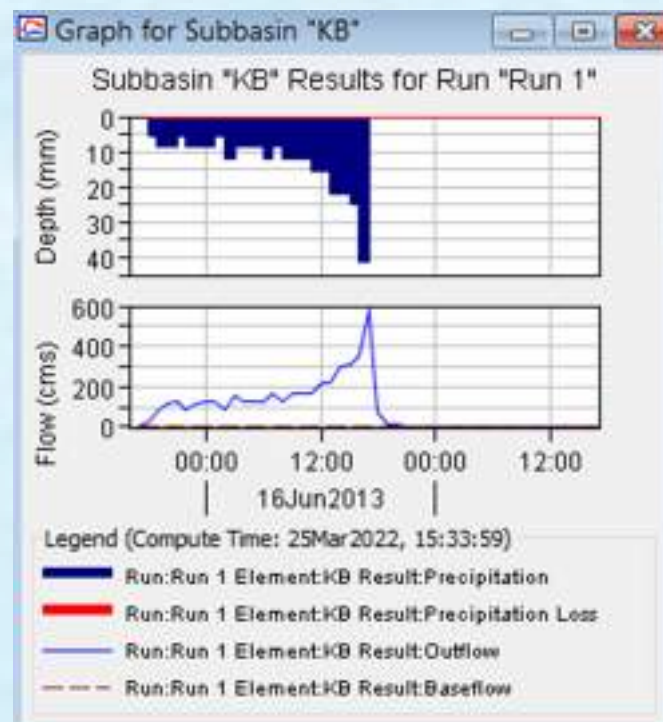 Graph for Subbasin "KB"
Subbasin "KB" Results for Run "Run 1"
Depth (mm)
0
10
20
30
40
Flow (cms)
600
400
200
0
00:00 12:00 00:00 12:00
16Jun2013
Legend (Compute Time: 25Mar2022, 15:33:59)
Run:Run 1 Element:KB Result:Precipitation
Run:Run 1 Element:KB Result:Precipitation Loss
Run:Run 1 Element:KB Result:Outflow
Run:Run 1 Element:KB Result:Baseflow